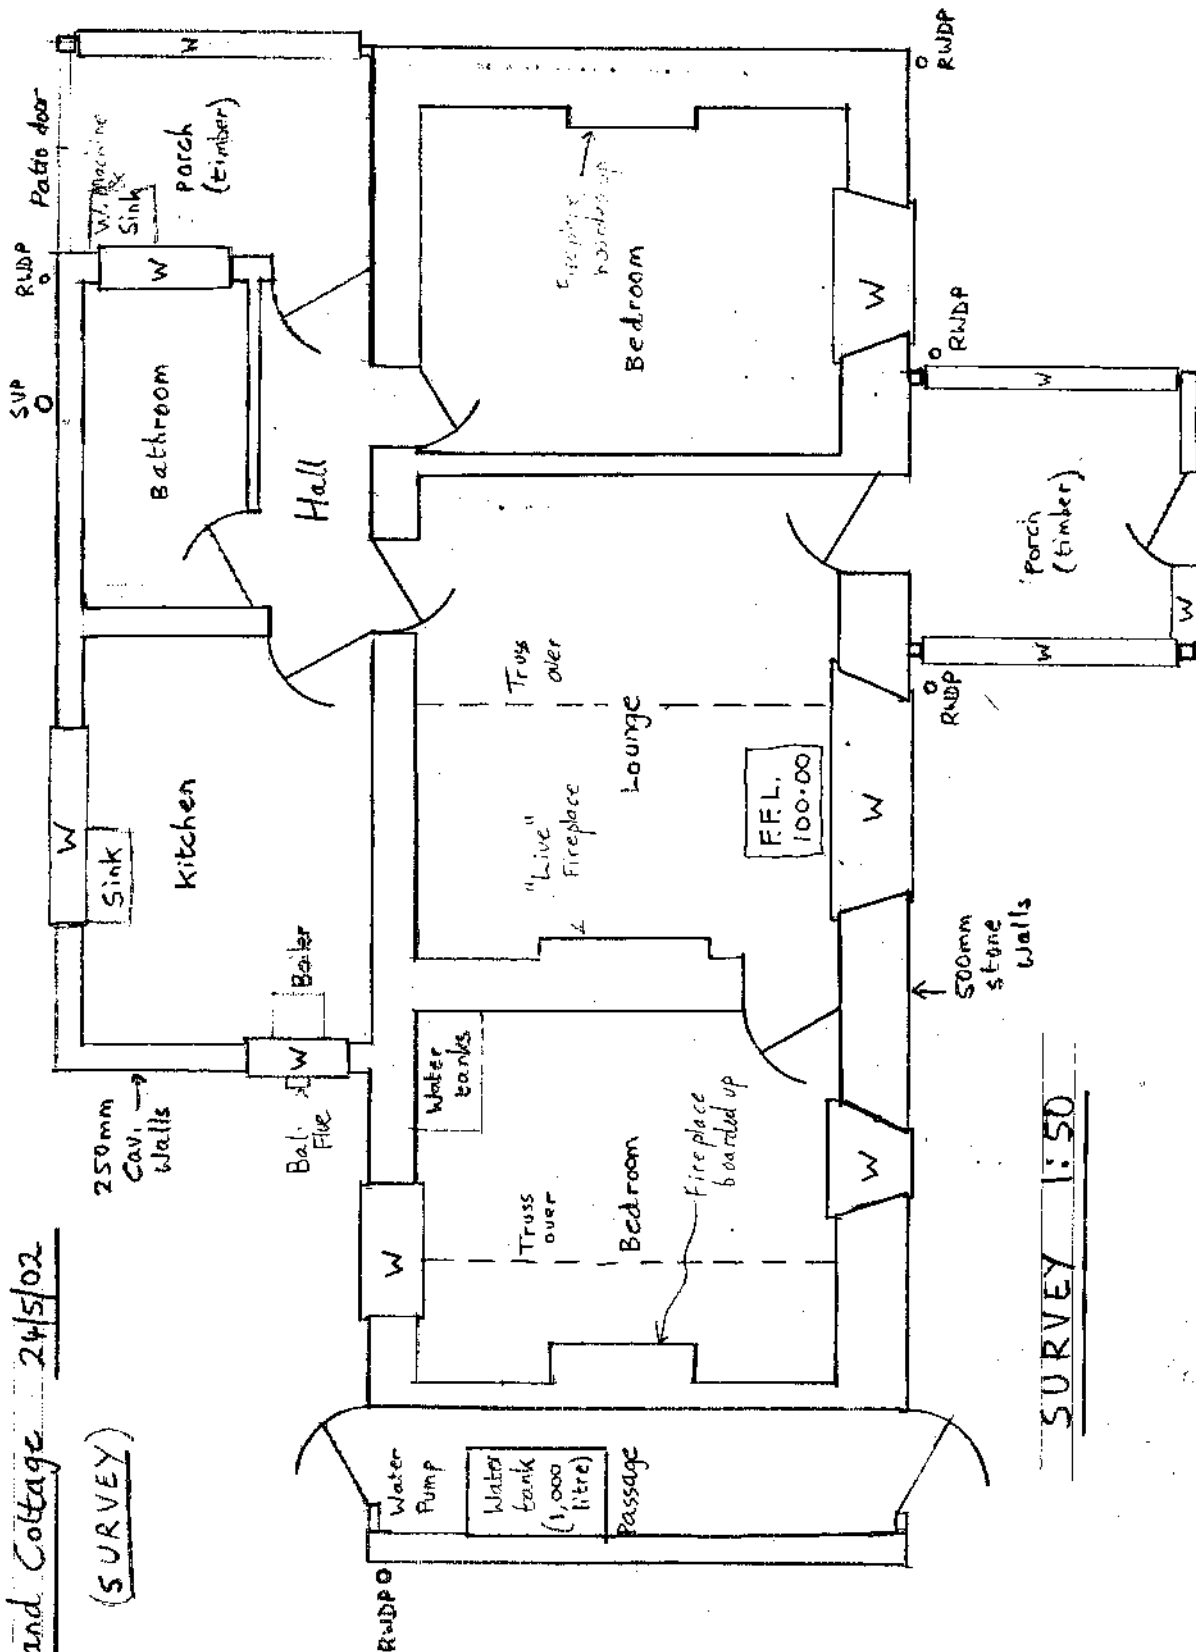 and Cottage 24/5/02
(SURVEY)
250mm
Cav.
Walls
W
Sink
Kitchen
Boiler
W
Bal.
Flue
SVP
RWDP
Patio door
W. Machine
&
Sink
Porch
(timber)
W
W
Bathroom
Hall
RWDP
Water
Pump
Water
tank
(1,000
litre)
Passage
W
Truss
over
Bedroom
Water
tanks
Fireplace
boarded up
W
"Live"
Fireplace
Truss
over
Lounge
F.F.L.
100.00
W
Fireplace
boarded up
Bedroom
W
500mm
stone
walls
RWDP
RWDP
RWDP
W
W
Porch
(timber)
W
SURVEY 1:50